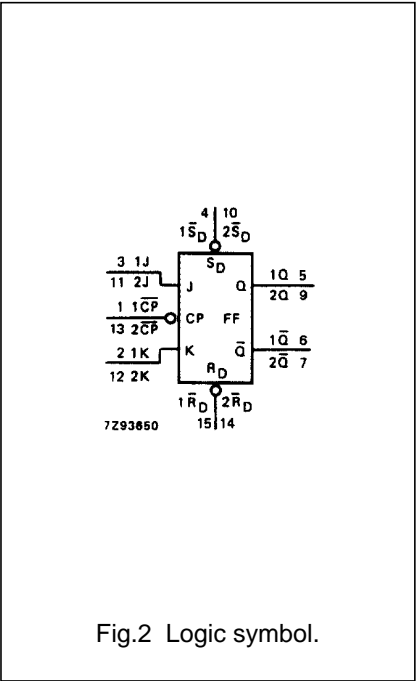 4 10
1S̅D 2S̅D
SD
3 1J
11 2J
J
Q
1Q 5
2Q 9
1 1C̅P̅
13 2C̅P̅
CP FF
2 1K
12 2K
K
Q̅
1Q̅ 6
2Q̅ 7
RD
1R̅D 2R̅D
7Z93650
15 14
Fig.2 Logic symbol.